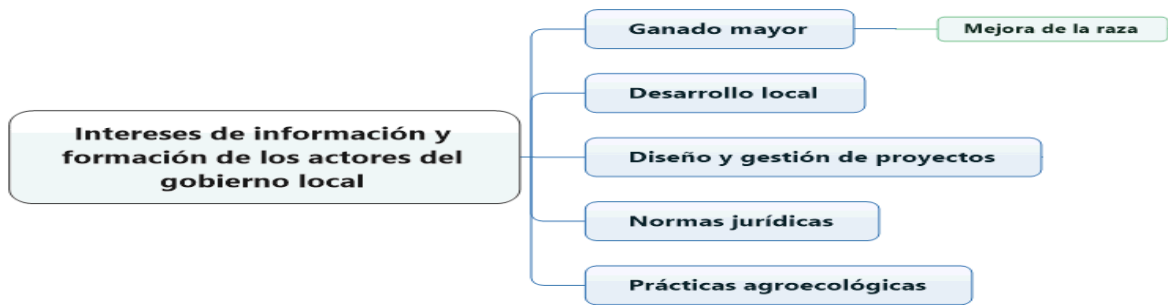 Intereses de información y
formación de los actores del
gobierno local
Ganado mayor
Mejora de la raza
Desarrollo local
Diseño y gestión de proyectos
Normas jurídicas
Prácticas agroecológicas